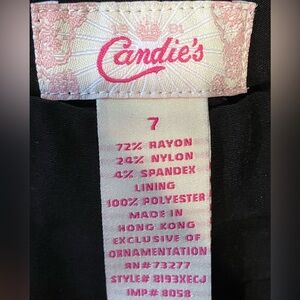 Candie's
7
72% RAYON
24% NYLON
4% SPANDEX
LINING
100% POLYESTER
MADE IN
HONG KONG
EXCLUSIVE OF
ORNAMENTATION
RN# 73277
STYLE# 8193XECJ
IMP# 8058